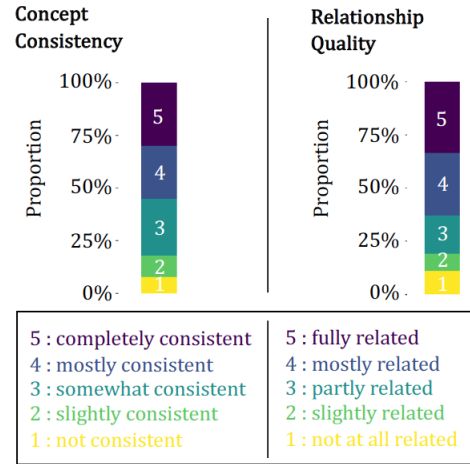 Concept
Consistency
Proportion
100%
75%
50%
25%
0%
5
4
3
2
1
Relationship
Quality
Proportion
100%
75%
50%
25%
0%
5
4
3
2
1
5 : completely consistent
4 : mostly consistent
3 : somewhat consistent
2 : slightly consistent
1 : not consistent
5 : fully related
4 : mostly related
3 : partly related
2 : slightly related
1 : not at all related